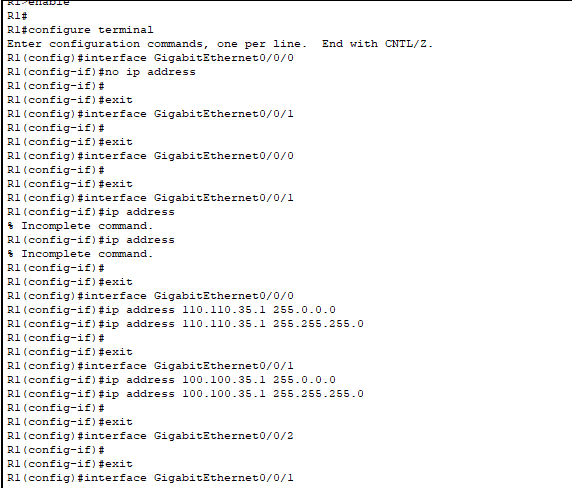 R1>enable
R1#
R1#configure terminal
Enter configuration commands, one per line.  End with CNTL/Z.
R1(config)#interface GigabitEthernet0/0/0
R1(config-if)#no ip address
R1(config-if)#
R1(config-if)#exit
R1(config)#interface GigabitEthernet0/0/1
R1(config-if)#
R1(config-if)#exit
R1(config)#interface GigabitEthernet0/0/0
R1(config-if)#
R1(config-if)#exit
R1(config)#interface GigabitEthernet0/0/1
R1(config-if)#ip address
% Incomplete command.
R1(config-if)#ip address
% Incomplete command.
R1(config-if)#
R1(config-if)#exit
R1(config)#interface GigabitEthernet0/0/0
R1(config-if)#ip address 110.110.35.1 255.0.0.0
R1(config-if)#ip address 110.110.35.1 255.255.255.0
R1(config-if)#
R1(config-if)#exit
R1(config)#interface GigabitEthernet0/0/1
R1(config-if)#ip address 100.100.35.1 255.0.0.0
R1(config-if)#ip address 100.100.35.1 255.255.255.0
R1(config-if)#
R1(config-if)#exit
R1(config)#interface GigabitEthernet0/0/2
R1(config-if)#
R1(config-if)#exit
R1(config)#interface GigabitEthernet0/0/1